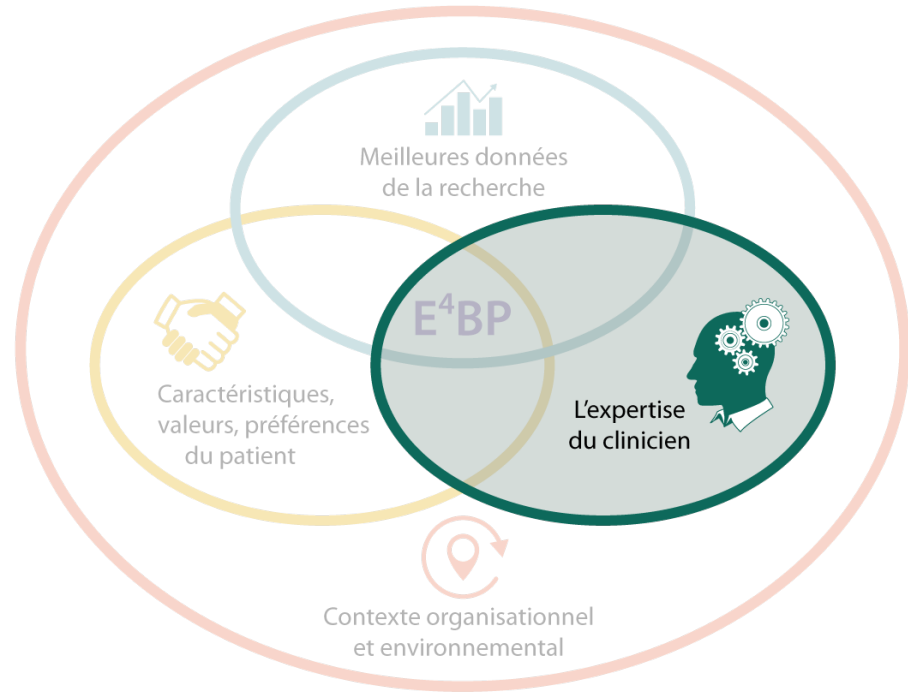 Meilleures données
de la recherche
E⁴BP
Caractéristiques,
valeurs, préférences
du patient
L'expertise
du clinicien
Contexte organisationnel
et environnemental